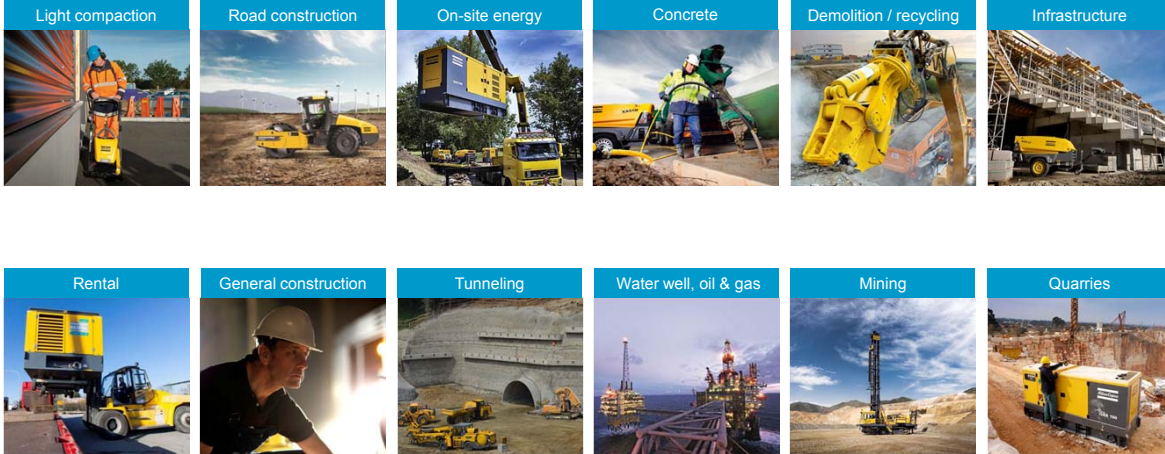 Light compaction
Road construction
On-site energy
Concrete
Demolition / recycling
Infrastructure
Rental
General construction
Tunneling
Water well, oil & gas
Mining
Quarries